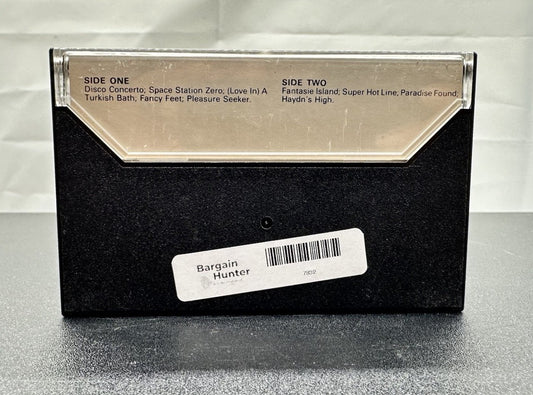 SIDE ONE
Disco Concerto; Space Station Zero; (Love In) A
Turkish Bath; Fancy Feet; Pleasure Seeker.
SIDE TWO
Fantasie Island; Super Hot Line; Paradise Found;
Haydn's High.
Bargain
Hunter